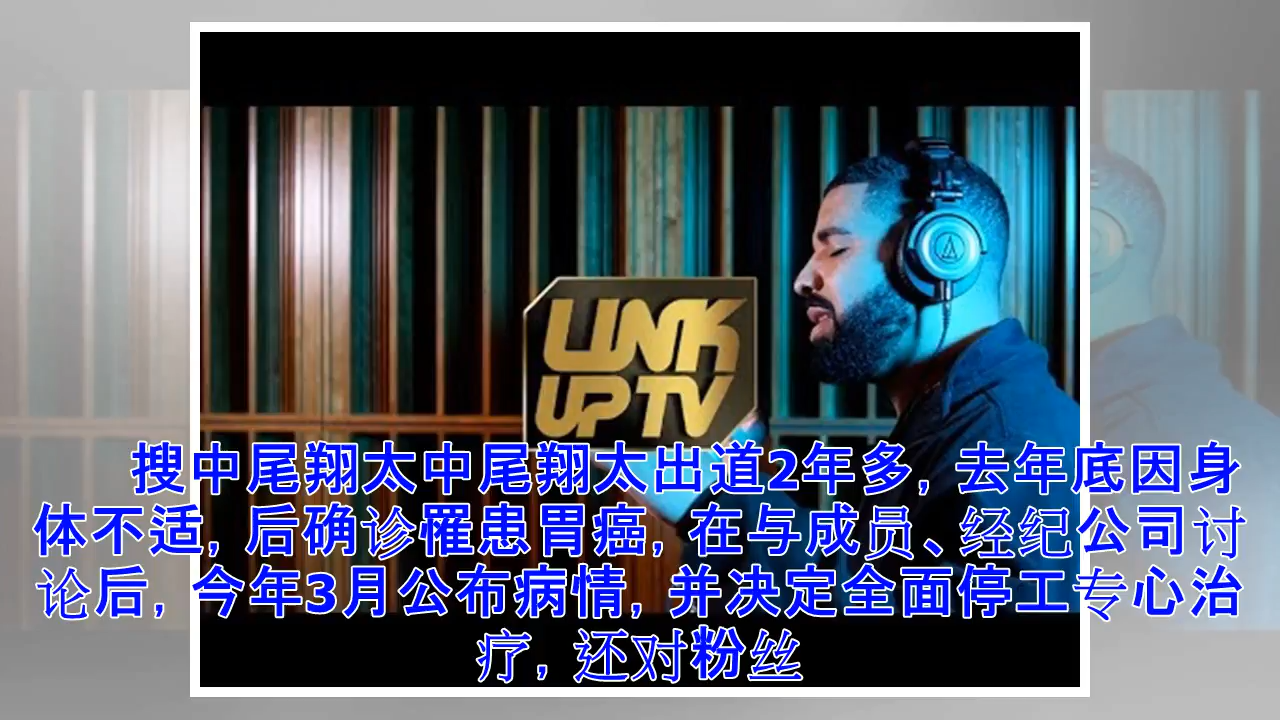 LINK
UP TV
搜中尾翔太中尾翔太出道2年多, 去年底因身
体不适, 后确诊罹患胃癌, 在与成员、经纪公司讨
论后, 今年3月公布病情, 并决定全面停工专心治
疗, 还对粉丝